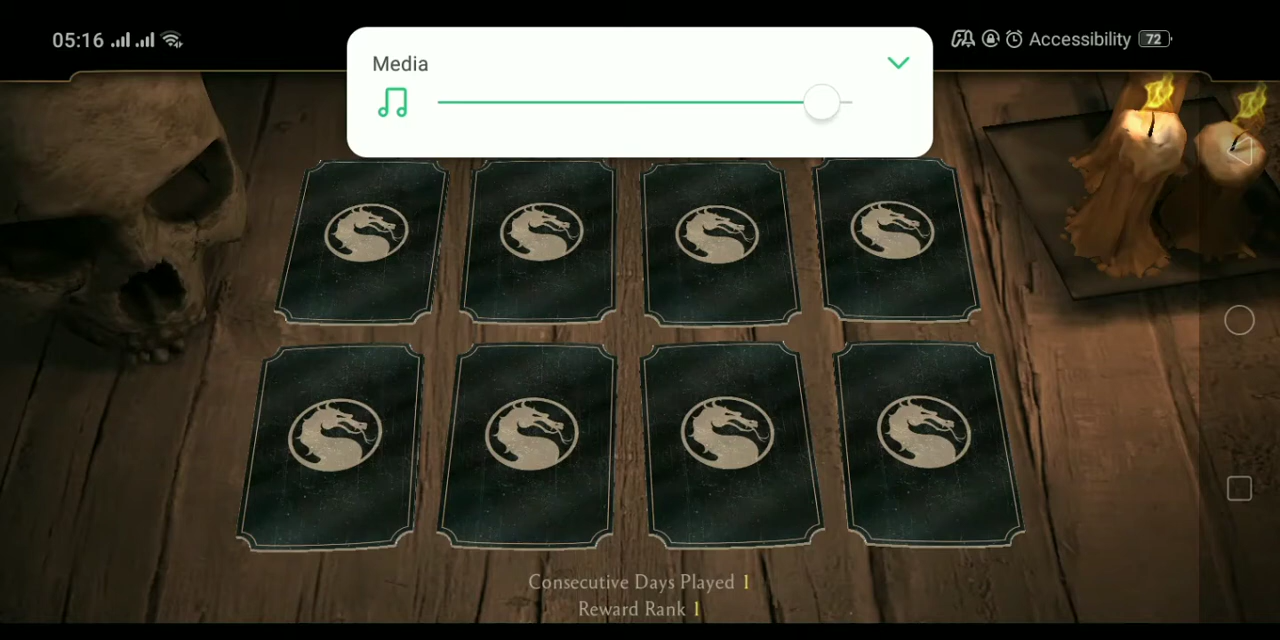 05:16
Accessibility 72
Media
Consecutive Days Played 1
Reward Rank 1